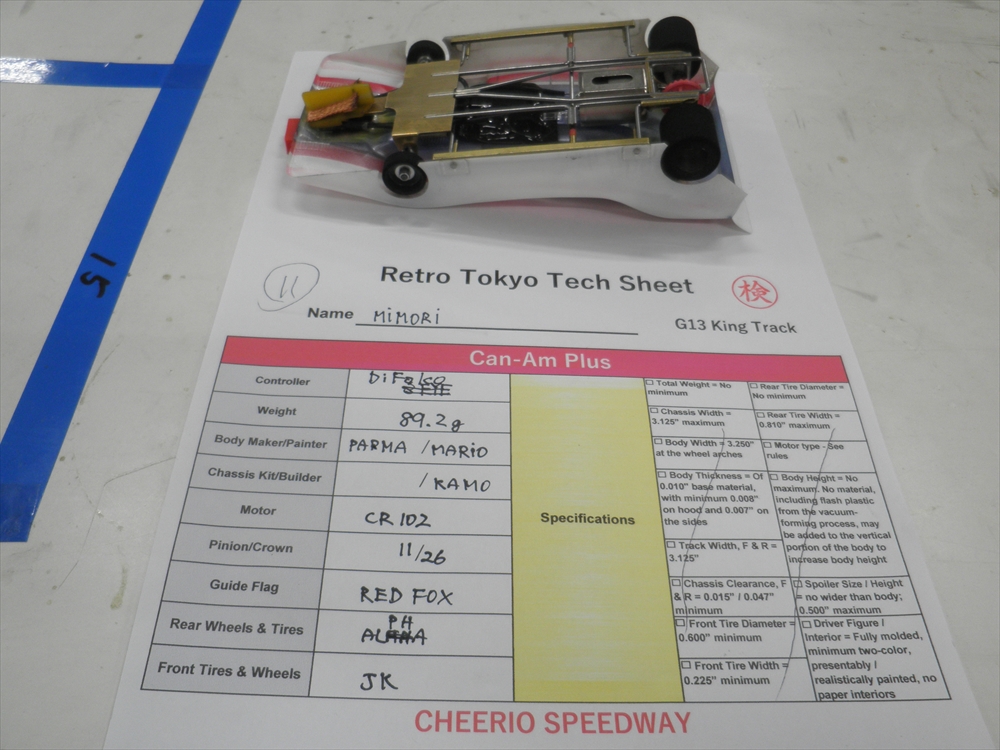 15
11
Retro Tokyo Tech Sheet
検
Name MiMORi
G13 King Track
Can-Am Plus
Controller DiFalco
Weight 89.2g
Body Maker/Painter PARMA / MARIO
Chassis Kit/Builder / KAMO
Motor CR102
Pinion/Crown 11/26
Guide Flag RED FOX
Rear Wheels & Tires PH
Front Tires & Wheels JK
Specifications
Total Weight = No
minimum
Chassis Width =
3.125" maximum
Body Width = 3.250"
at the wheel arches
Body Thickness = Of
0.010" base material,
with minimum 0.008"
on hood and 0.007" on
the sides
Track Width, F & R =
3.125"
Chassis Clearance, F
& R = 0.015" / 0.047"
minimum
Front Tire Diameter =
0.600" minimum
Front Tire Width =
0.225" minimum
Rear Tire Diameter =
No minimum
Rear Tire Width =
0.810" maximum
Motor type - See
rules
Body Height = No
maximum. No material,
including flash plastic
from the vacuum-
forming process, may
be added to the vertical
portion of the body to
increase body height
Spoiler Size / Height
= no wider than body;
0.500" maximum
Driver Figure /
Interior = Fully molded,
minimum two-color,
presentably /
realistically painted, no
paper interiors
CHEERIO SPEEDWAY